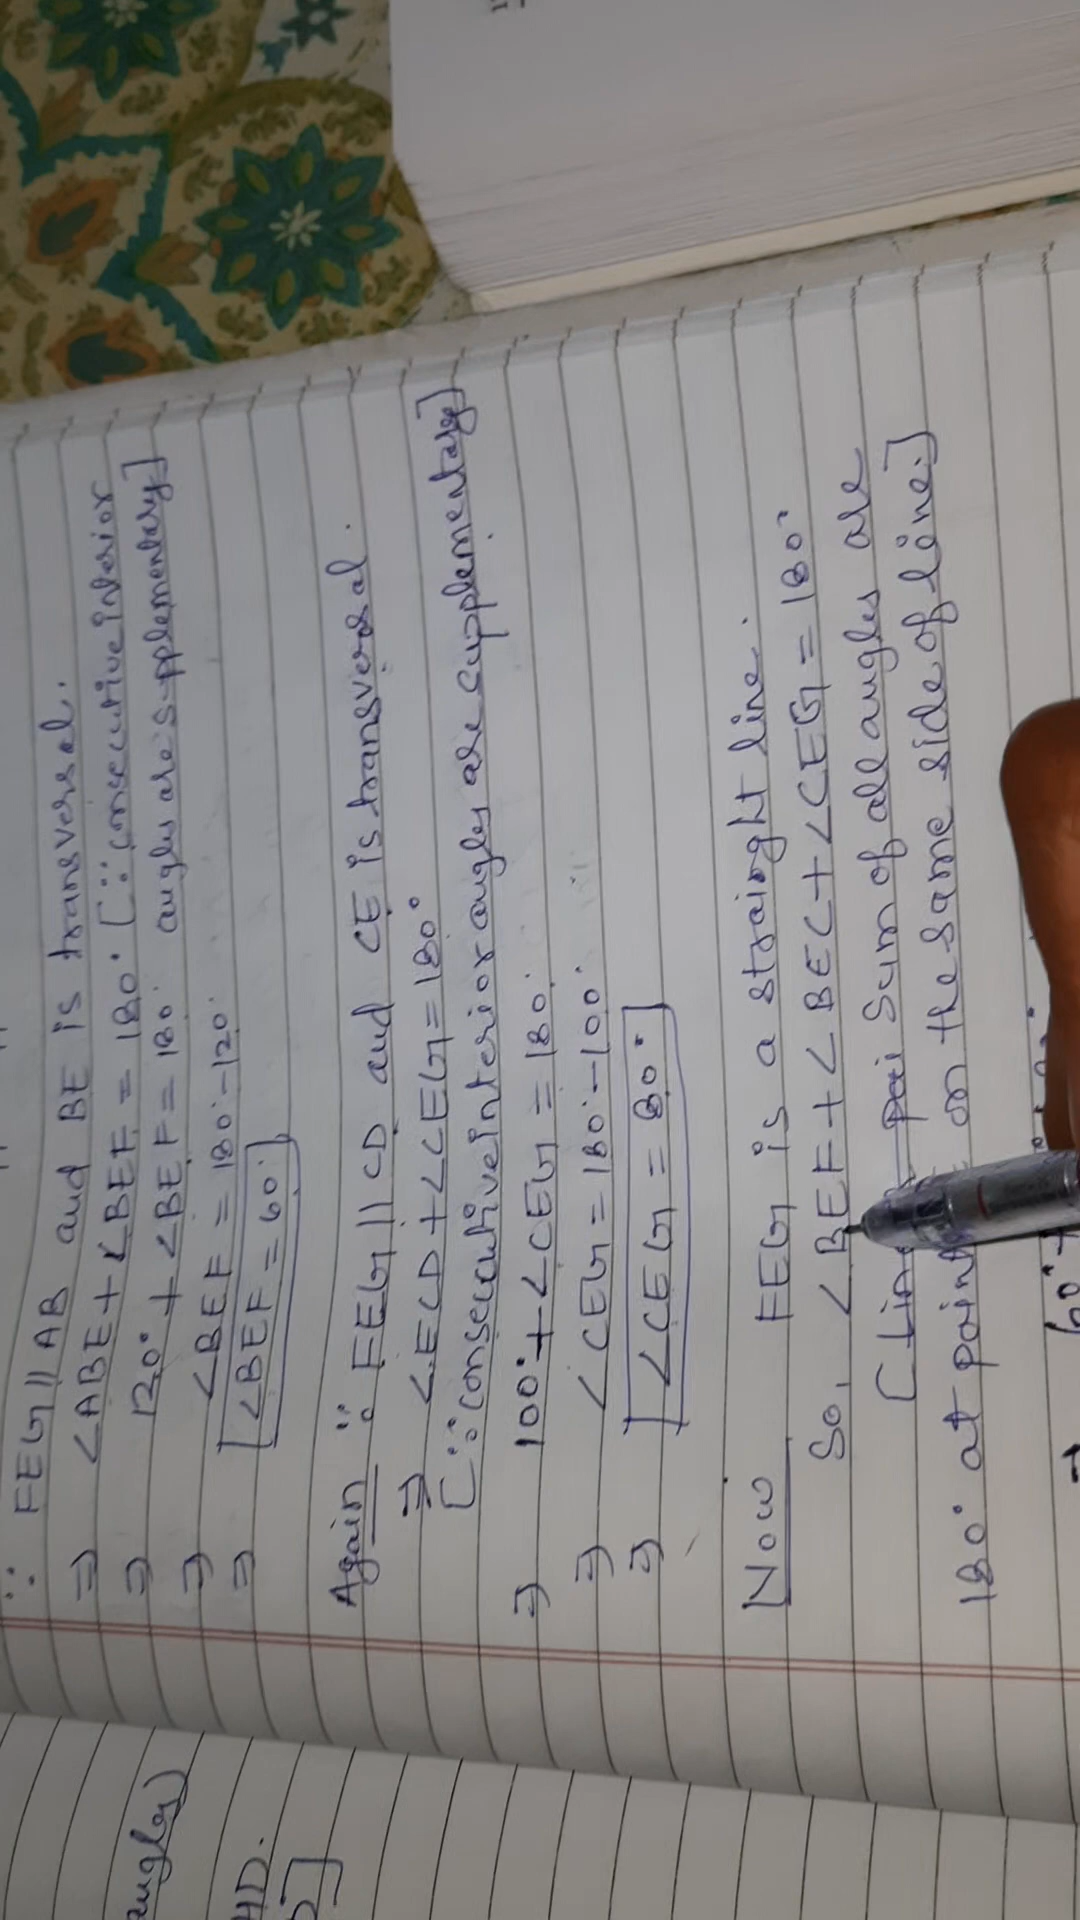 ∵ FEG || AB and BE is transversal.
⇒ ∠ABE + ∠BEF = 180° [∵ consecutive interior
⇒ 120° + ∠BEF = 180° angles are supplementary]
⇒ ∠BEF = 180° - 120°
⇒ ∠BEF = 60°
Again ∵ FEG || CD and CE is transversal.
⇒ ∠ECD + ∠CEG = 180°
[∵ consecutive interior angles are supplementary]
⇒ 100° + ∠CEG = 180°
⇒ ∠CEG = 180° - 100°
⇒ ∠CEG = 80°
Now FEG is a strainght line.
So, ∠BEF + ∠BEC + ∠CEG = 180°
[ Sum of all angles are
180° at point on the same side of line.]
→ 60° +
angles)